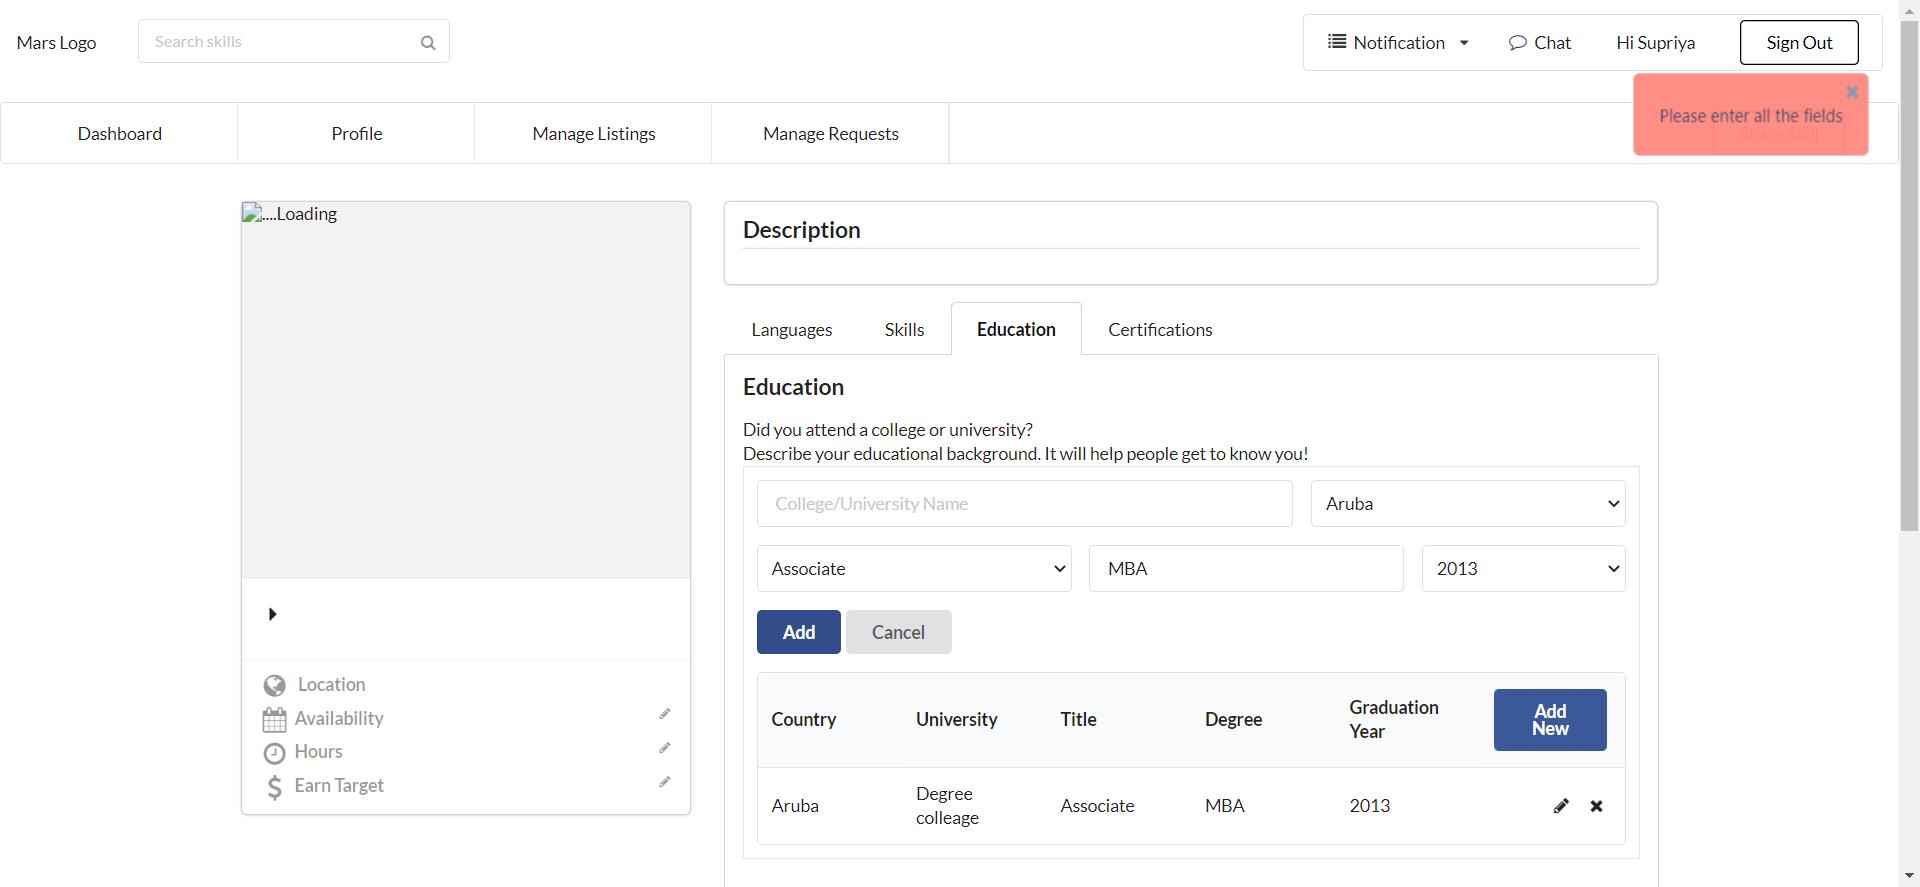 Mars Logo
Search skills
Notification
Chat
Hi Supriya
Sign Out
Please enter all the fields
Share Skill
Dashboard
Profile
Manage Listings
Manage Requests
....Loading
Location
Availability
Hours
Earn Target
Description
Languages
Skills
Education
Certifications
Education
Did you attend a college or university?
Describe your educational background. It will help people get to know you!
College/University Name
Aruba
Associate
MBA
2013
Add
Cancel
Country
University
Title
Degree
Graduation
Year
Add
New
Aruba
Degree
colleage
Associate
MBA
2013